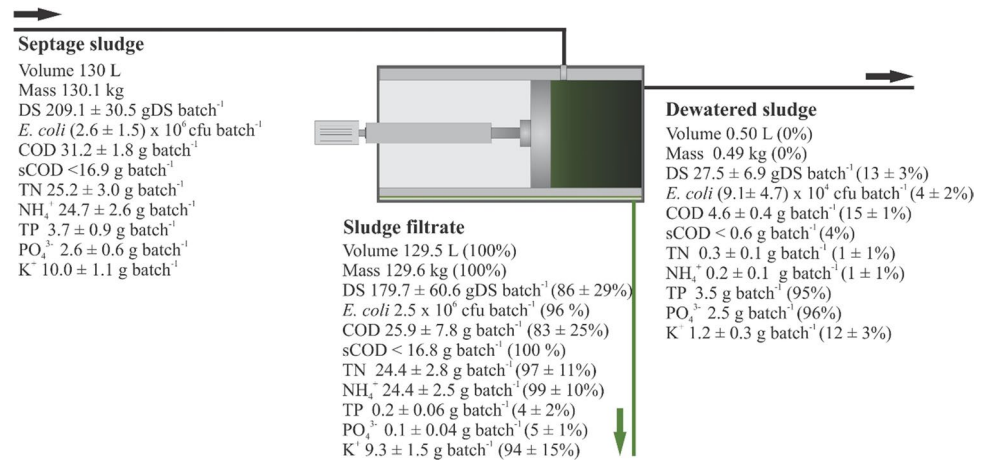 Septage sludge
Volume 130 L
Mass 130.1 kg
DS 209.1 ± 30.5 gDS batch⁻¹
E. coli (2.6 ± 1.5) x 10⁶ cfu batch⁻¹
COD 31.2 ± 1.8 g batch⁻¹
sCOD <16.9 g batch⁻¹
TN 25.2 ± 3.0 g batch⁻¹
NH₄⁺ 24.7 ± 2.6 g batch⁻¹
TP 3.7 ± 0.9 g batch⁻¹
PO₄³⁻ 2.6 ± 0.6 g batch⁻¹
K⁺ 10.0 ± 1.1 g batch⁻¹
Sludge filtrate
Volume 129.5 L (100%)
Mass 129.6 kg (100%)
DS 179.7 ± 60.6 gDS batch⁻¹ (86 ± 29%)
E. coli 2.5 x 10⁶ cfu batch⁻¹ (96 %)
COD 25.9 ± 7.8 g batch⁻¹ (83 ± 25%)
sCOD < 16.8 g batch⁻¹ (100 %)
TN 24.4 ± 2.8 g batch⁻¹ (97 ± 11%)
NH₄⁺ 24.4 ± 2.5 g batch⁻¹ (99 ± 10%)
TP 0.2 ± 0.06 g batch⁻¹ (4 ± 2%)
PO₄³⁻ 0.1 ± 0.04 g batch⁻¹ (5 ± 1%)
K⁺ 9.3 ± 1.5 g batch⁻¹ (94 ± 15%)
Dewatered sludge
Volume 0.50 L (0%)
Mass 0.49 kg (0%)
DS 27.5 ± 6.9 gDS batch⁻¹ (13 ± 3%)
E. coli (9.1± 4.7) x 10⁴ cfu batch⁻¹ (4 ± 2%)
COD 4.6 ± 0.4 g batch⁻¹ (15 ± 1%)
sCOD < 0.6 g batch⁻¹ (4%)
TN 0.3 ± 0.1 g batch⁻¹ (1 ± 1%)
NH₄⁺ 0.2 ± 0.1 g batch⁻¹ (1 ± 1%)
TP 3.5 g batch⁻¹ (95%)
PO₄³⁻ 2.5 g batch⁻¹ (96%)
K⁺ 1.2 ± 0.3 g batch⁻¹ (12 ± 3%)